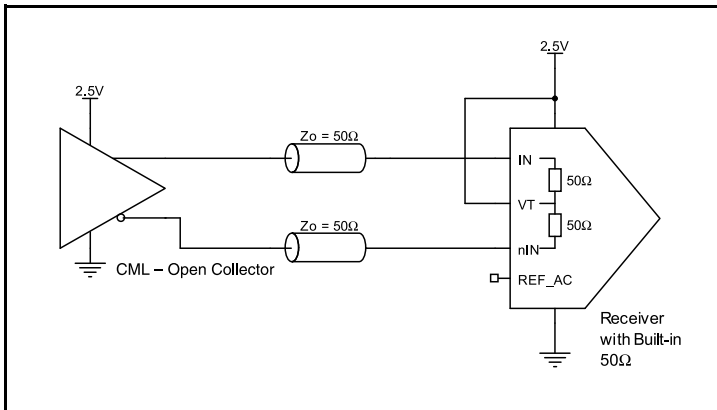 2.5V
2.5V
Zo = 50Ω
IN
50Ω
VT
Zo = 50Ω
50Ω
nIN
CML – Open Collector
REF_AC
Receiver
with Built-in
50Ω